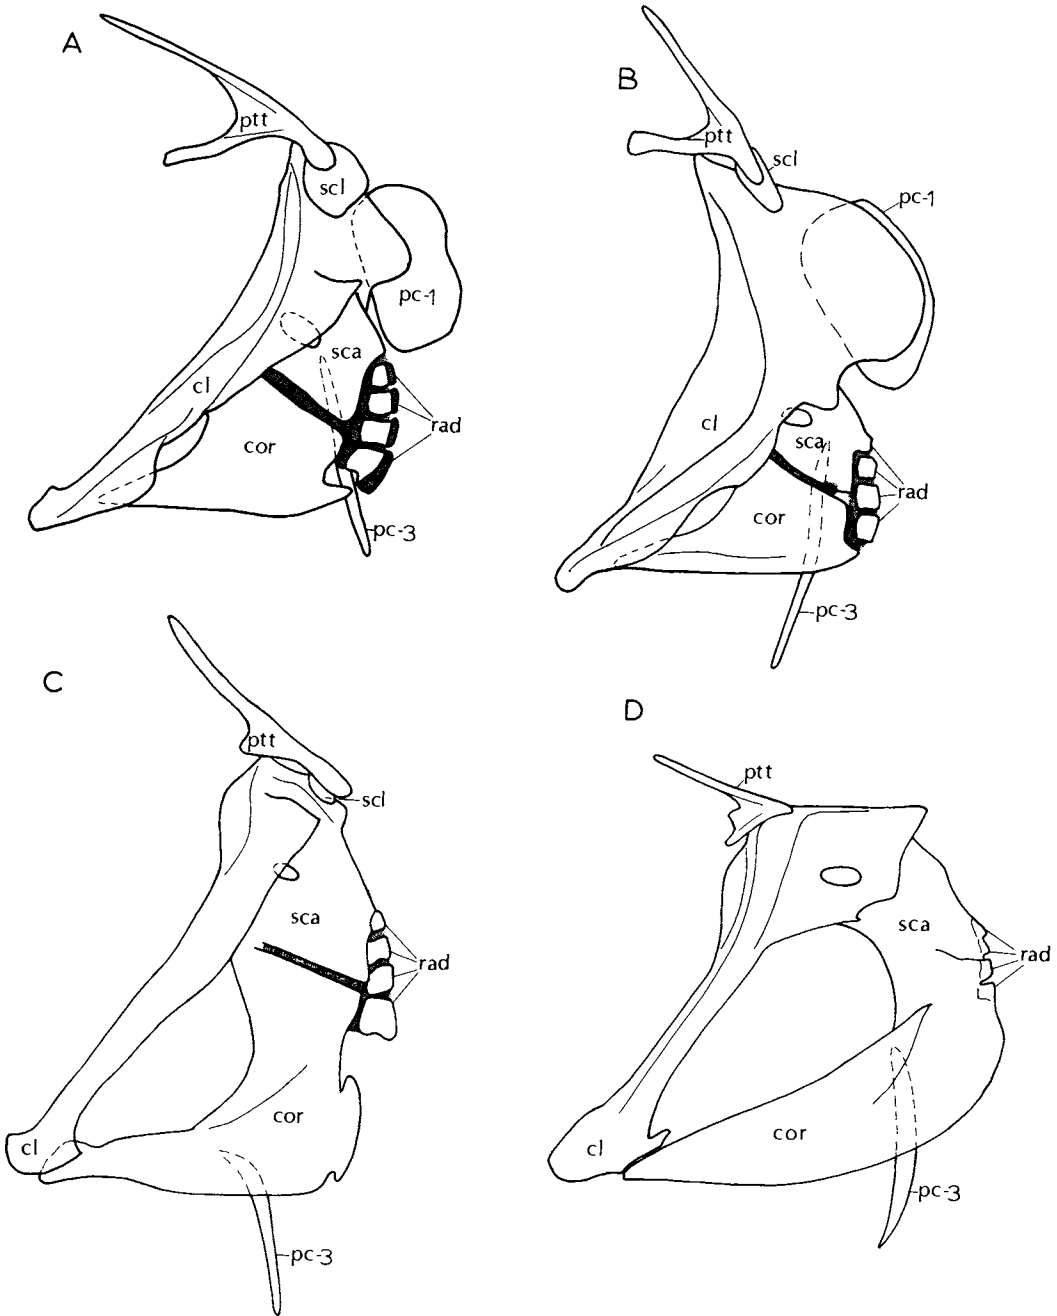 A
ptt
scl
pc-1
sca
cl
rad
cor
pc-3
B
ptt
scl
pc-1
cl
sca
rad
cor
pc-3
C
ptt
scl
sca
rad
cor
cl
pc-3
D
ptt
sca
rad
cor
cl
pc-3